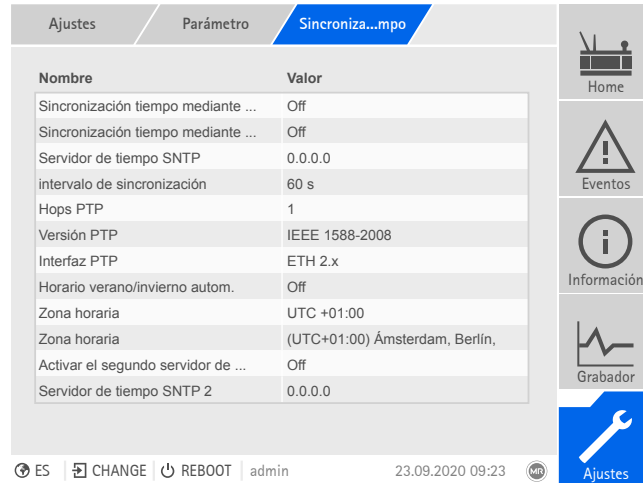 Ajustes Parámetro Sincroniza...mpo
Nombre Valor
Sincronización tiempo mediante ... Off
Sincronización tiempo mediante ... Off
Servidor de tiempo SNTP 0.0.0.0
intervalo de sincronización 60 s
Hops PTP 1
Versión PTP IEEE 1588-2008
Interfaz PTP ETH 2.x
Horario verano/invierno autom. Off
Zona horaria UTC +01:00
Zona horaria (UTC+01:00) Ámsterdam, Berlín,
Activar el segundo servidor de ... Off
Servidor de tiempo SNTP 2 0.0.0.0
Home
Eventos
Información
Grabador
Ajustes
ES CHANGE REBOOT admin 23.09.2020 09:23 MR